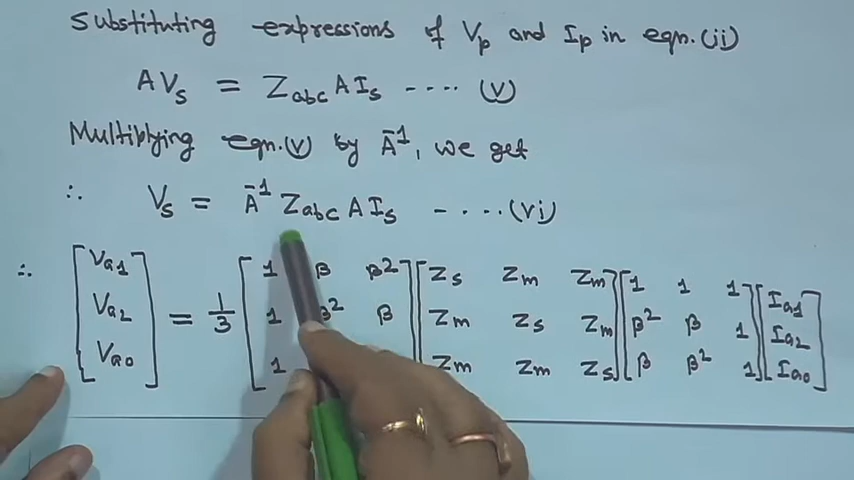 Substituting expressions of Vp and Ip in eqn.(ii)
AVs = Zabc AIs ..... (v)
Multiplying eqn.(v) by A⁻¹, we get
∴ Vs = A⁻¹ Zabc AIs - .... (vi)
∴ [Va1 Va2 Va0] = 1/3 [1 β β² 1 β² β 1] [Zs Zm Zm Zm Zs Zm Zm Zm Zs] [1 1 1 β² β 1 β β² 1] [Ia1 Ia2 Ia0]